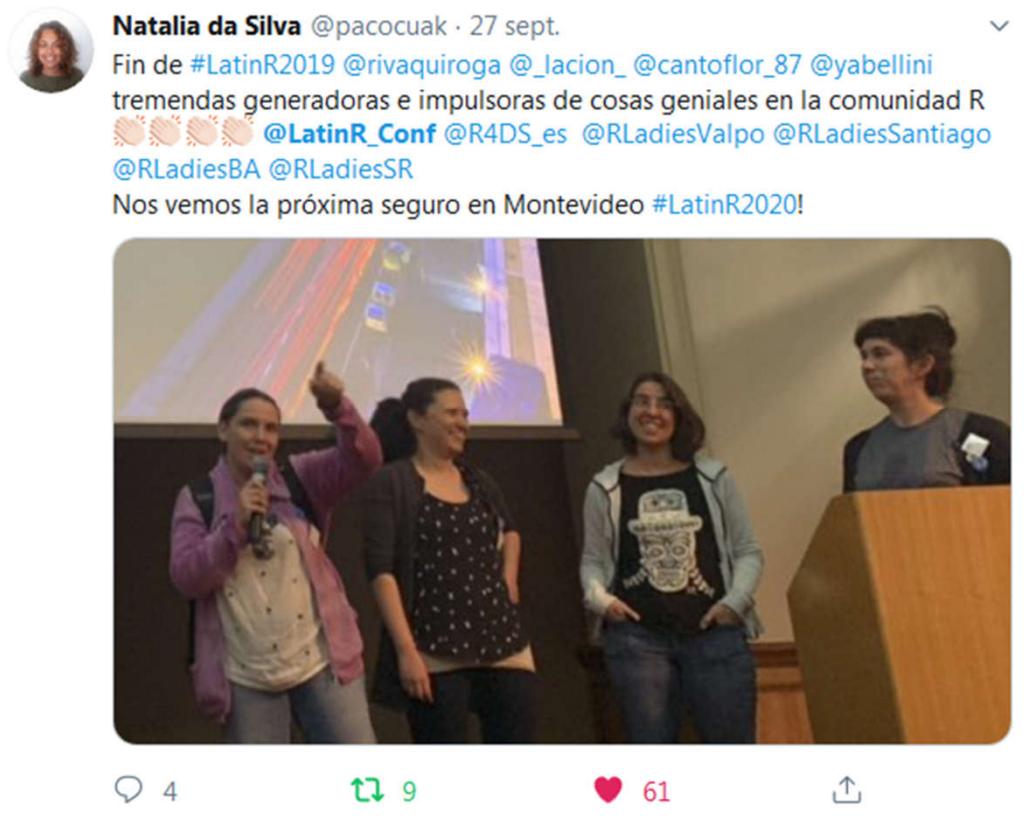 Natalia da Silva @pacocuak · 27 sept.
Fin de #LatinR2019 @rivaquiroga @_lacion_ @cantoflor_87 @yabellini
tremendas generadoras e impulsoras de cosas geniales en la comunidad R
👏🏻👏🏻👏🏻👏🏻 @LatinR_Conf @R4DS_es @RLadiesValpo @RLadiesSantiago
@RLadiesBA @RLadiesSR
Nos vemos la próxima seguro en Montevideo #LatinR2020!
4 9 61